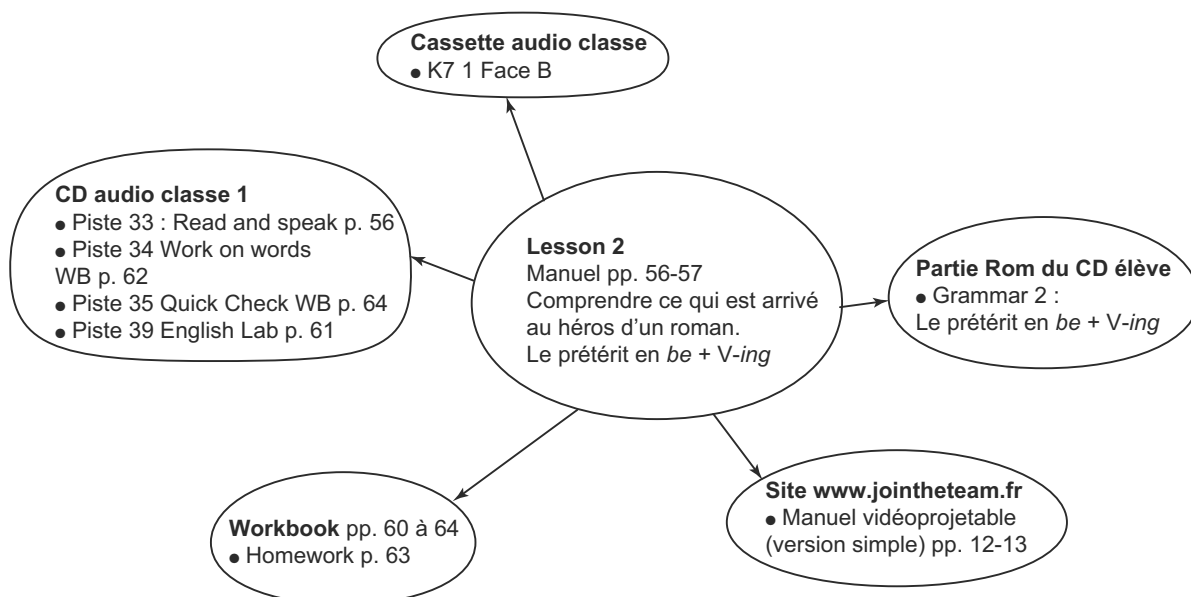 Cassette audio classe
● K7 1 Face B
CD audio classe 1
● Piste 33 : Read and speak p. 56
● Piste 34 Work on words
WB p. 62
● Piste 35 Quick Check WB p. 64
● Piste 39 English Lab p. 61
Lesson 2
Manuel pp. 56-57
Comprendre ce qui est arrivé
au héros d’un roman.
Le prétérit en be + V-ing
Partie Rom du CD élève
● Grammar 2 :
Le prétérit en be + V-ing
Workbook pp. 60 à 64
● Homework p. 63
Site www.jointheteam.fr
● Manuel vidéoprojetable
(version simple) pp. 12-13